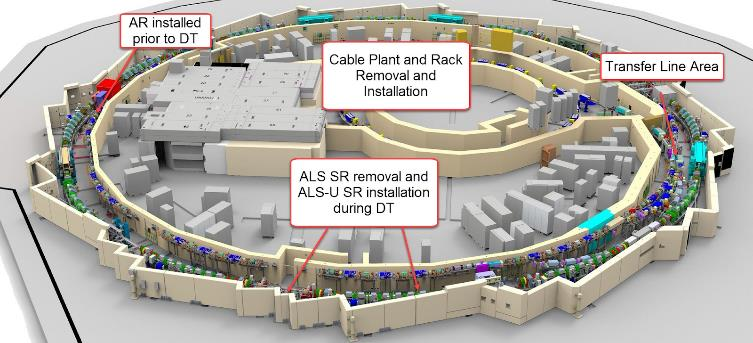 AR installed
prior to DT
Cable Plant and Rack
Removal and
Installation
Transfer Line Area
ALS SR removal and
ALS-U SR installation
during DT